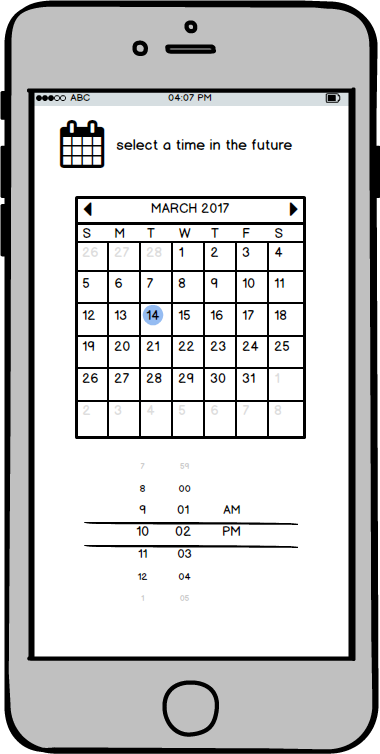 ABC 04:07 PM
select a time in the future
MARCH 2017
S M T W T F S
26 27 28 1 2 3 4
5 6 7 8 9 10 11
12 13 14 15 16 17 18
19 20 21 22 23 24 25
26 27 28 29 30 31 1
2 3 4 5 6 7 8
7 59
8 00
9 01 AM
10 02 PM
11 03
12 04
1 05